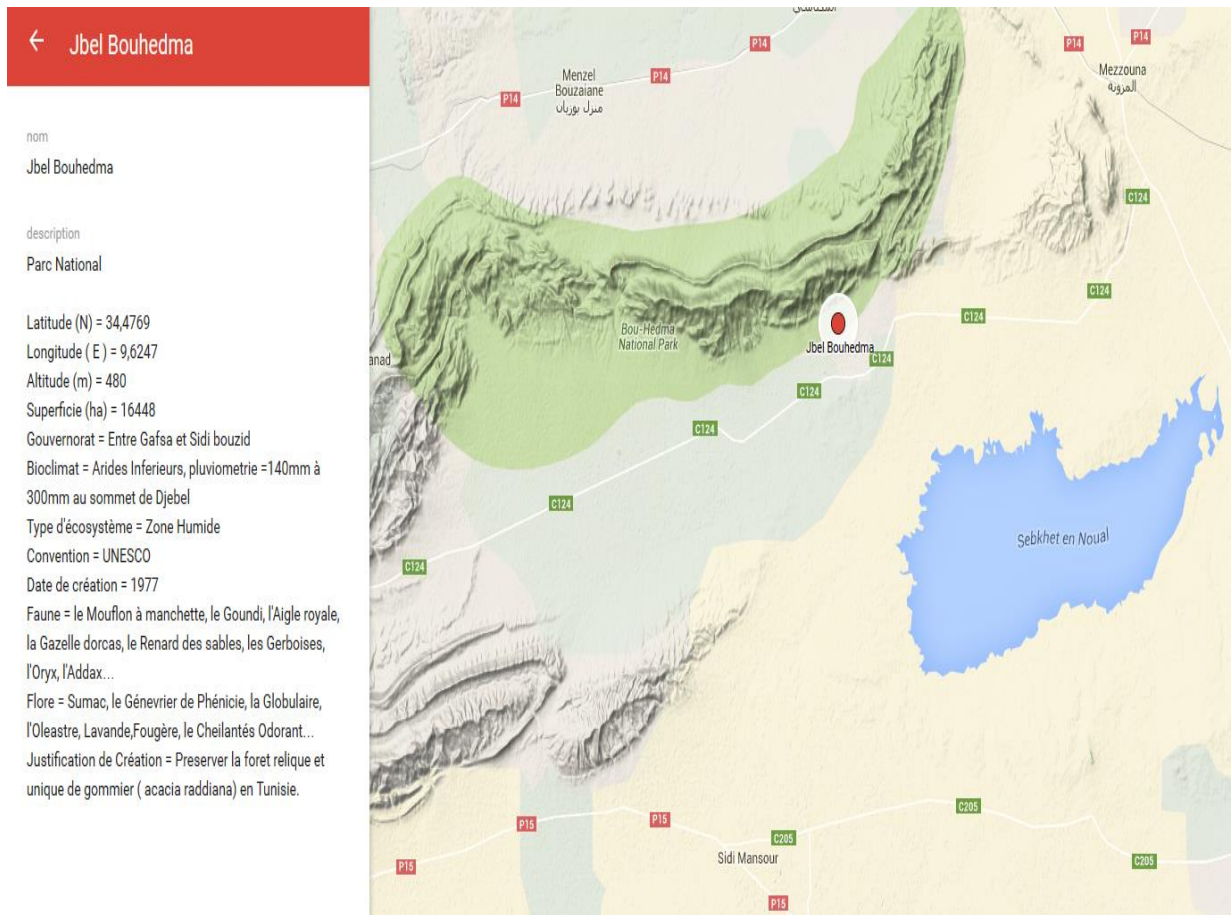 Jbel Bouhedma
nom
Jbel Bouhedma
description
Parc National
Latitude (N) = 34,4769
Longitude ( E ) = 9,6247
Altitude (m) = 480
Superficie (ha) = 16448
Gouvernorat = Entre Gafsa et Sidi bouzid
Bioclimat = Arides Inferieurs, pluviometrie =140mm à
300mm au sommet de Djebel
Type d'écosystème = Zone Humide
Convention = UNESCO
Date de création = 1977
Faune = le Mouflon à manchette, le Goundi, l'Aigle royale,
la Gazelle dorcas, le Renard des sables, les Gerboises,
l'Oryx, l'Addax...
Flore = Sumac, le Génevrier de Phénicie, la Globulaire,
l'Oleastre, Lavande,Fougère, le Cheilantés Odorant...
Justification de Création = Preserver la foret relique et
unique de gommier ( acacia raddiana) en Tunisie.
P14
P14
P14
Mezzouna
المزونة
Menzel
Bouzaiane
منزل بوزيان
P14
P14
C124
C124
C124
Bou-Hedma
National Park
Jbel Bouhedma
C124
anad
C124
C124
C124
C124
Sebkhet en Noual
C205
P15
P15
C205
Sidi Mansour
C205
P15
P15